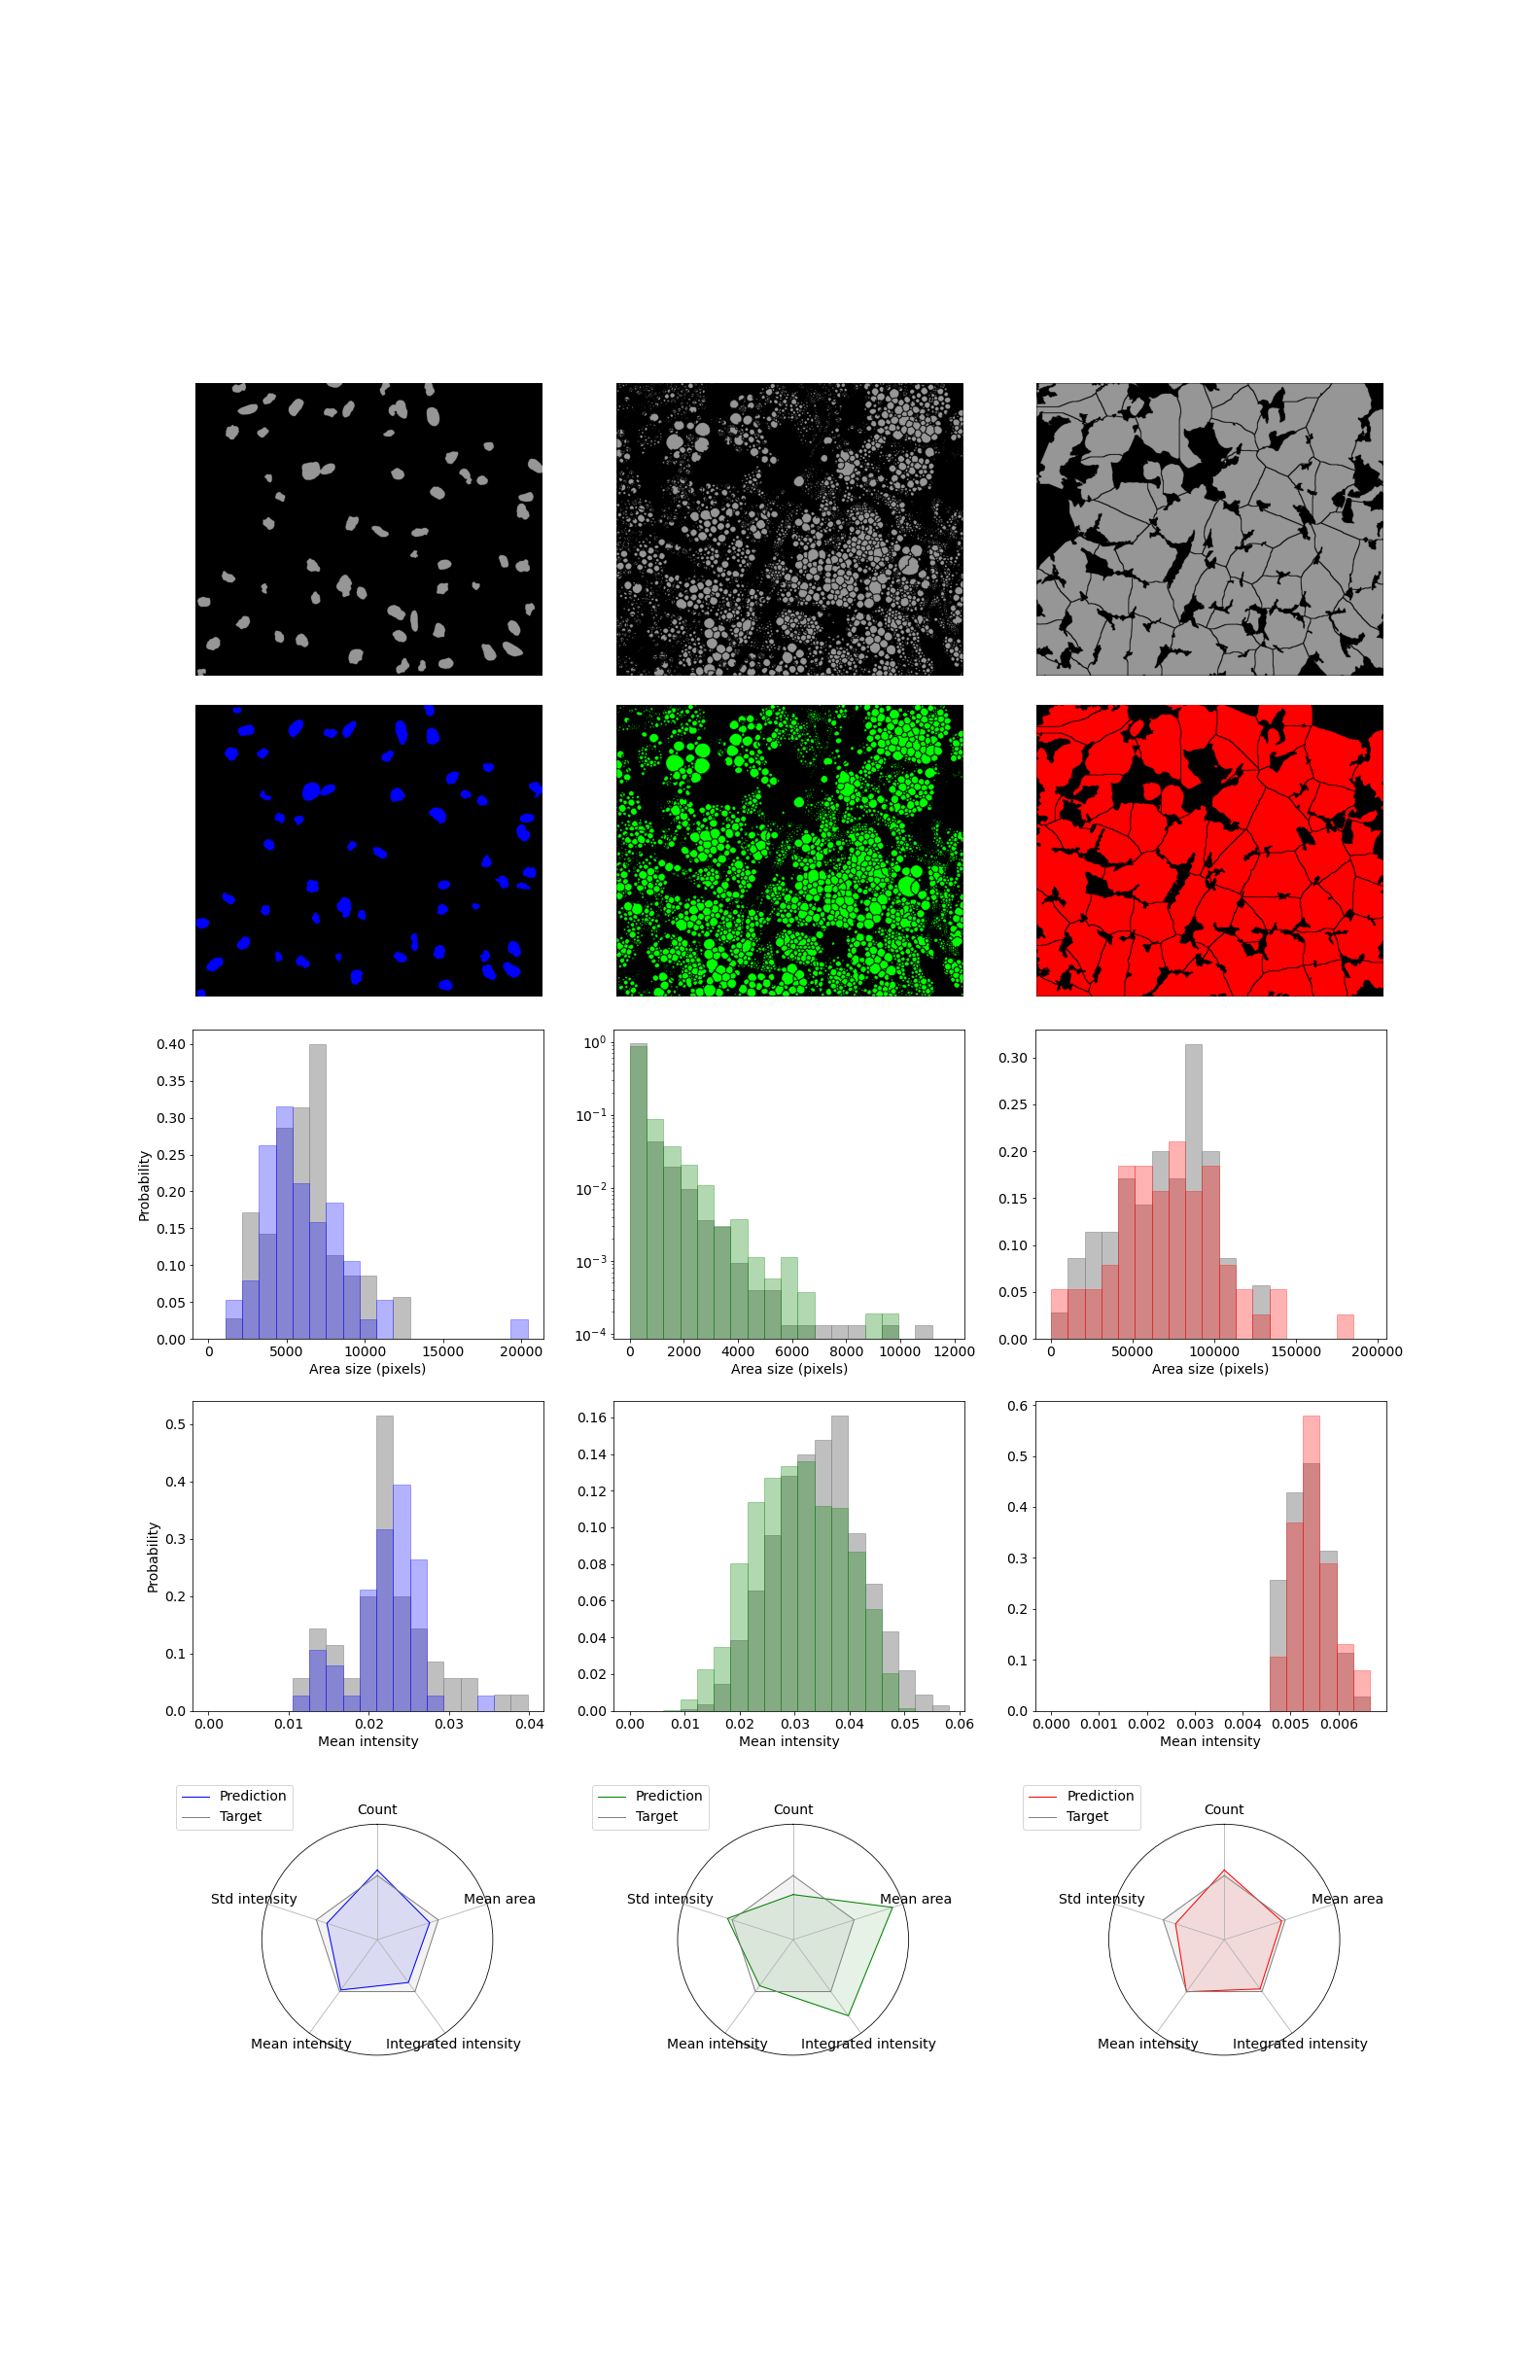 0.40
0.35
0.30
0.25
0.20
0.15
0.10
0.05
0.00
Probability
0 5000 10000 15000 20000
Area size (pixels)
10^0
10^-1
10^-2
10^-3
10^-4
0 2000 4000 6000 8000 10000 12000
Area size (pixels)
0.30
0.25
0.20
0.15
0.10
0.05
0.00
0 50000 100000 150000 200000
Area size (pixels)
0.5
0.4
0.3
0.2
0.1
0.0
Probability
0.00 0.01 0.02 0.03 0.04
Mean intensity
0.16
0.14
0.12
0.10
0.08
0.06
0.04
0.02
0.00
0.00 0.01 0.02 0.03 0.04 0.05 0.06
Mean intensity
0.6
0.5
0.4
0.3
0.2
0.1
0.0
0.000 0.001 0.002 0.003 0.004 0.005 0.006
Mean intensity
Prediction
Target
Count
Std intensity
Mean area
Mean intensity
Integrated intensity
Prediction
Target
Count
Std intensity
Mean area
Mean intensity
Integrated intensity
Prediction
Target
Count
Std intensity
Mean area
Mean intensity
Integrated intensity